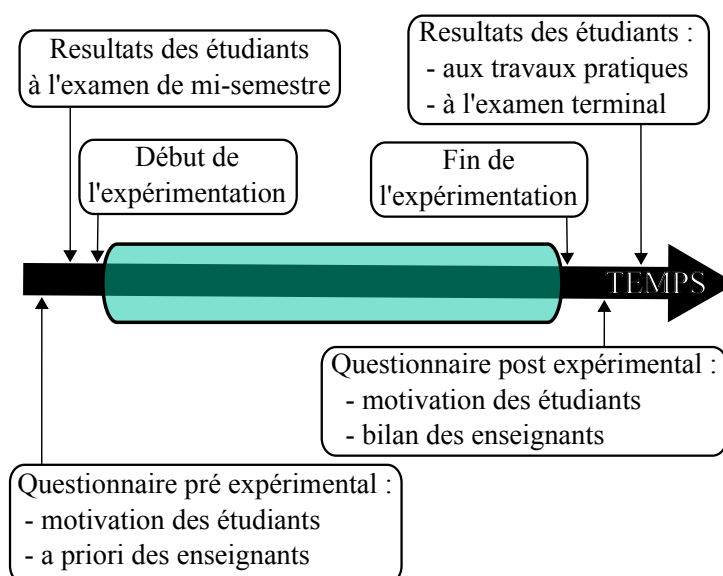 Resultats des étudiants
à l'examen de mi-semestre
Resultats des étudiants :
- aux travaux pratiques
- à l'examen terminal
Début de
l'expérimentation
Fin de
l'expérimentation
TEMPS
Questionnaire post expérimental :
- motivation des étudiants
- bilan des enseignants
Questionnaire pré expérimental :
- motivation des étudiants
- a priori des enseignants